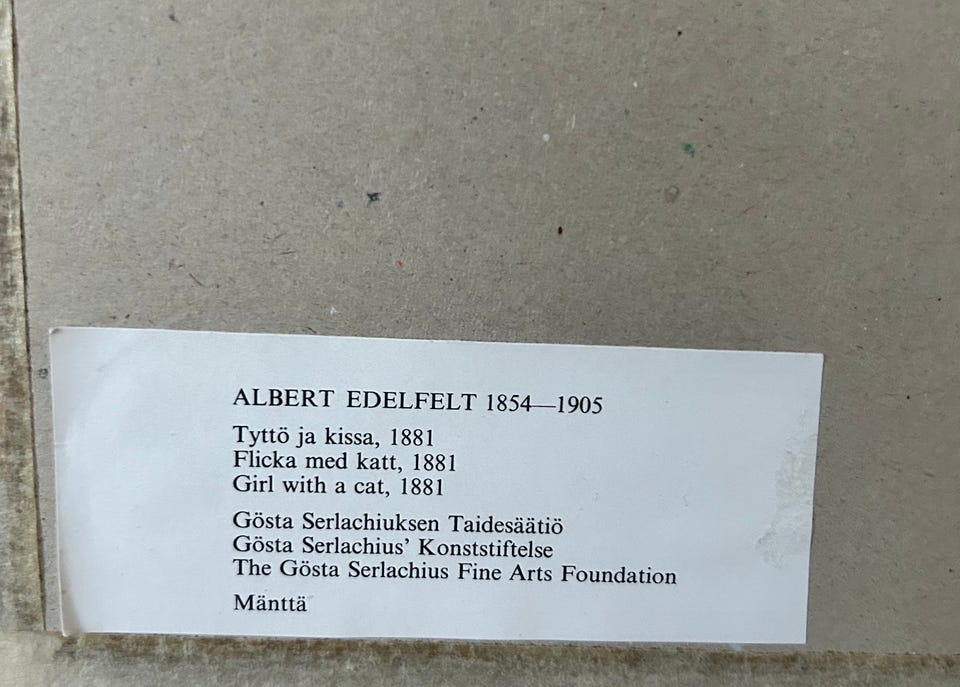 ALBERT EDELFELT 1854—1905
Tyttö ja kissa, 1881
Flicka med katt, 1881
Girl with a cat, 1881
Gösta Serlachiuksen Taidesäätiö
Gösta Serlachius' Konststiftelse
The Gösta Serlachius Fine Arts Foundation
Mänttä